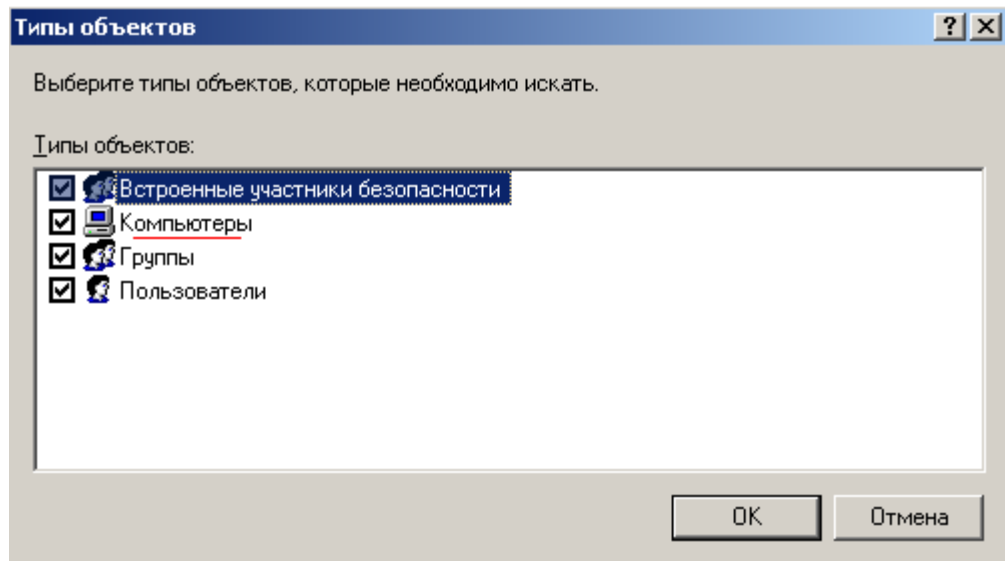 Типы объектов
Выберите типы объектов, которые необходимо искать.
Типы объектов:
Встроенные участники безопасности
Компьютеры
Группы
Пользователи
OK Отмена